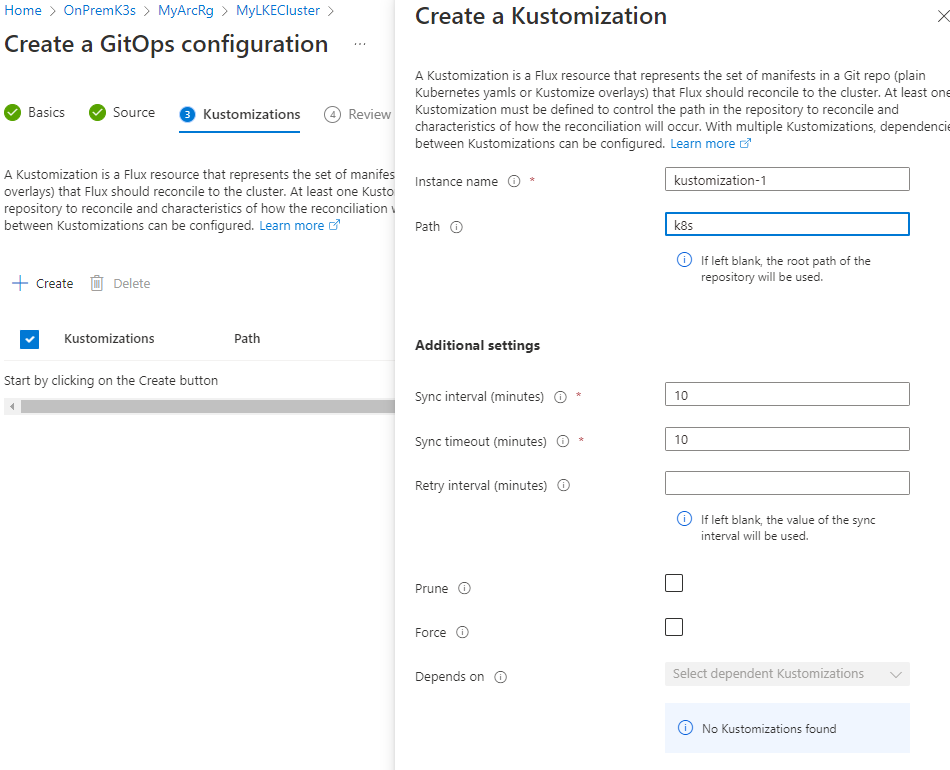 Home > OnPremK3s > MyArcRg > MyLKECluster >
Create a GitOps configuration ...
Basics Source 3 Kustomizations 4 Review
A Kustomization is a Flux resource that represents the set of manifes
overlays) that Flux should reconcile to the cluster. At least one Kusto
repository to reconcile and characteristics of how the reconciliation w
between Kustomizations can be configured. Learn more
Create Delete
Kustomizations Path
Start by clicking on the Create button
Create a Kustomization
A Kustomization is a Flux resource that represents the set of manifests in a Git repo (plain
Kubernetes yamls or Kustomize overlays) that Flux should reconcile to the cluster. At least one
Kustomization must be defined to control the path in the repository to reconcile and
characteristics of how the reconciliation will occur. With multiple Kustomizations, dependencie
between Kustomizations can be configured. Learn more
Instance name * kustomization-1
Path k8s
If left blank, the root path of the
repository will be used.
Additional settings
Sync interval (minutes) * 10
Sync timeout (minutes) * 10
Retry interval (minutes)
If left blank, the value of the sync
interval will be used.
Prune
Force
Depends on Select dependent Kustomizations
No Kustomizations found